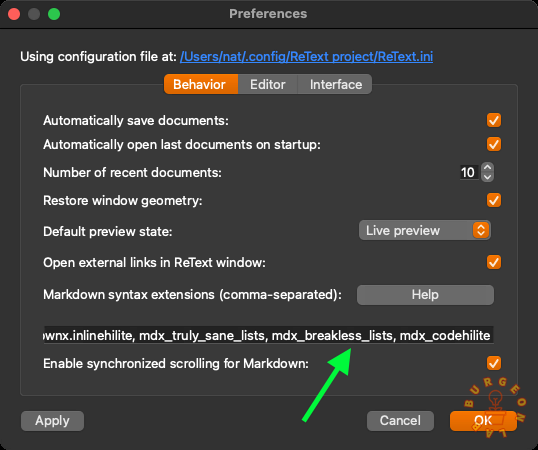 Preferences
Using configuration file at: /Users/nat/.config/ReText project/ReText.ini
Behavior Editor Interface
Automatically save documents:
Automatically open last documents on startup:
Number of recent documents: 10
Restore window geometry:
Default preview state: Live preview
Open external links in ReText window:
Markdown syntax extensions (comma-separated): Help
ownx.inlinehilite, mdx_truly_sane_lists, mdx_breakless_lists, mdx_codehilite
Enable synchronized scrolling for Markdown:
Apply Cancel OK
BURGEON